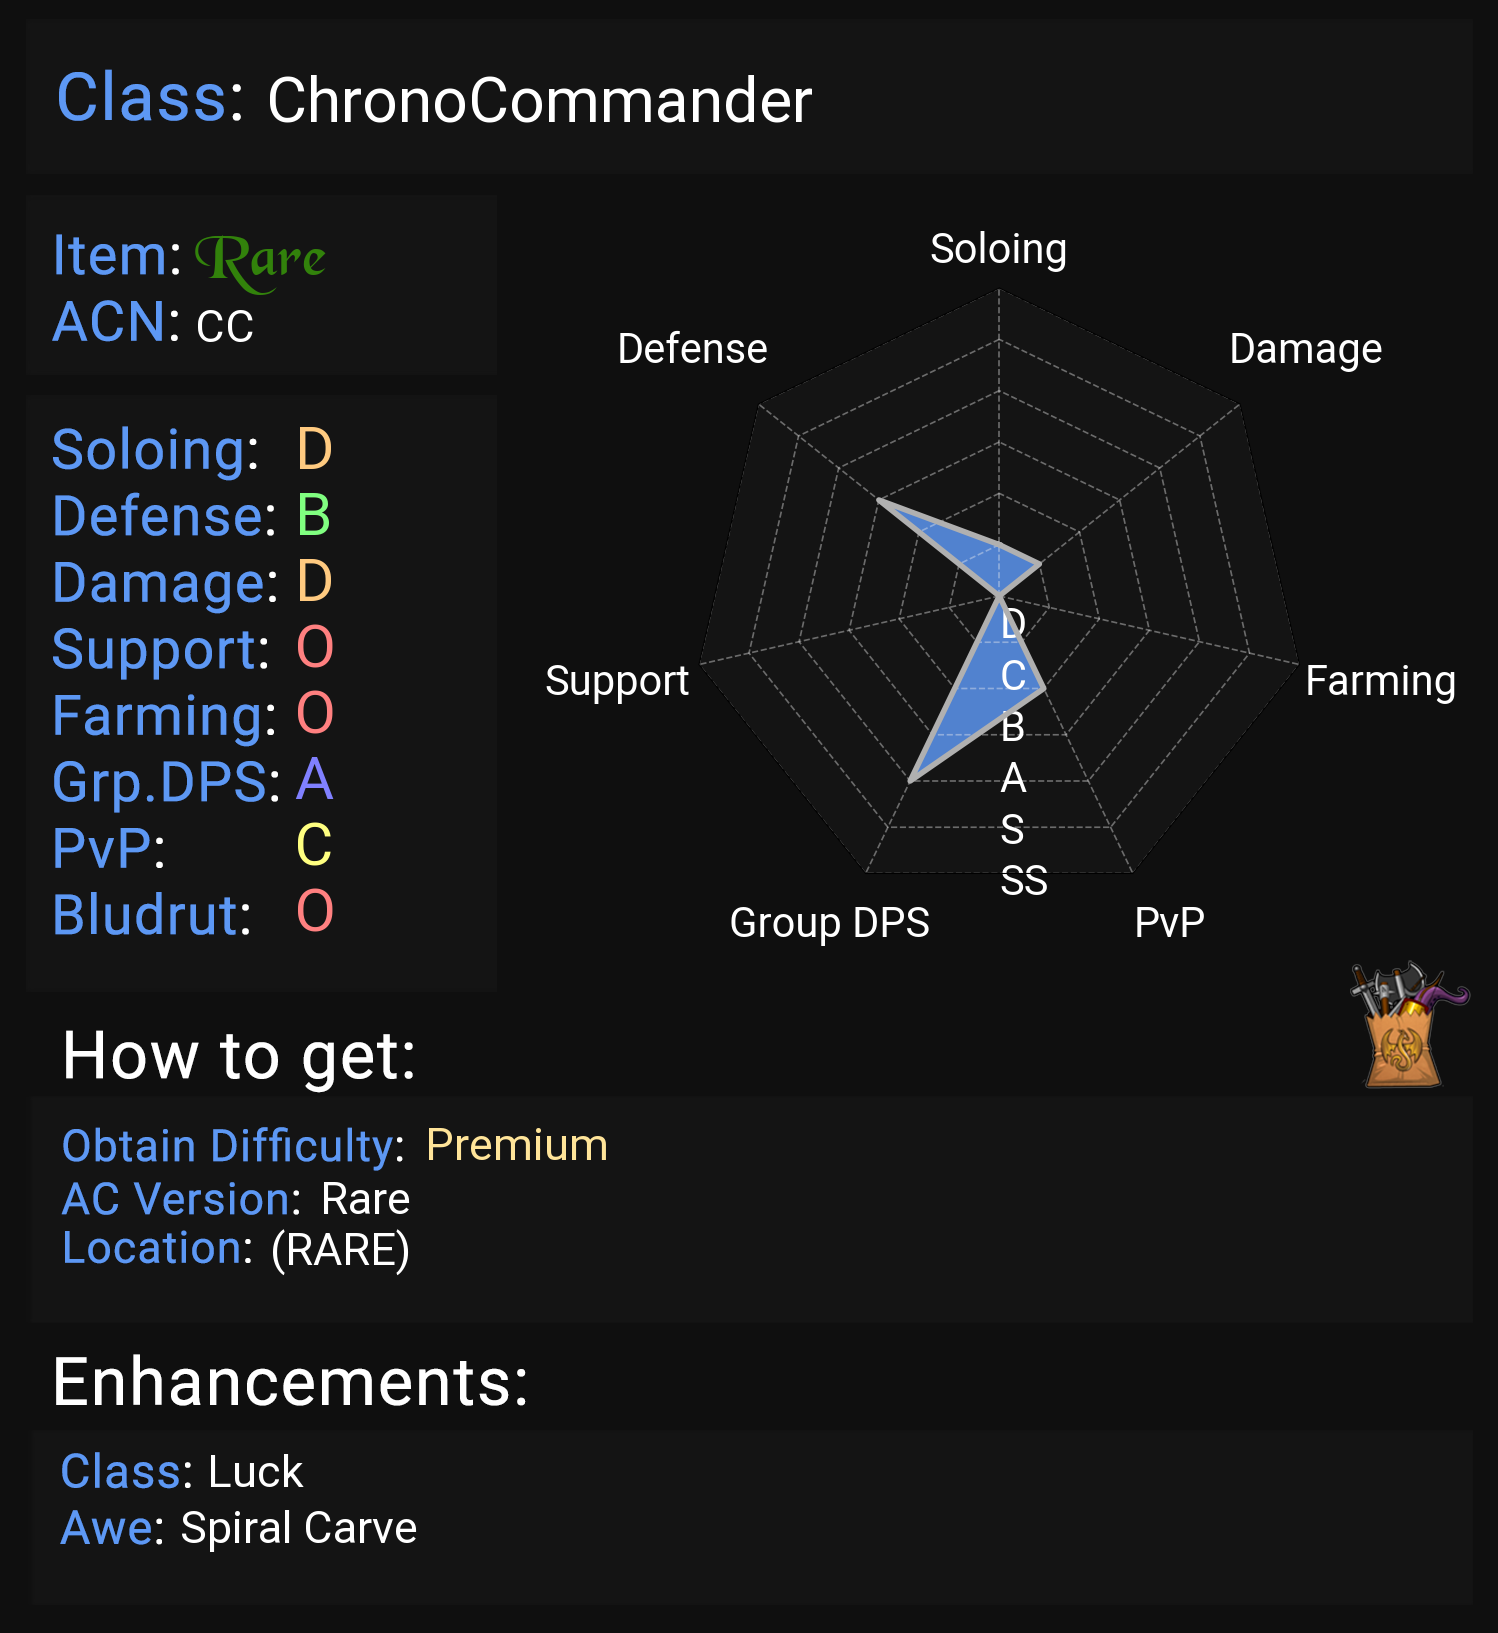 Class: ChronoCommander
Item: Rare
ACN: CC
Soloing: D
Defense: B
Damage: D
Support: O
Farming: O
Grp.DPS: A
PvP: C
Bludrut: O
Soloing
Defense
Damage
Support
Farming
D
C
B
A
S
SS
Group DPS
PvP
How to get:
Obtain Difficulty: Premium
AC Version: Rare
Location: (RARE)
Enhancements:
Class: Luck
Awe: Spiral Carve